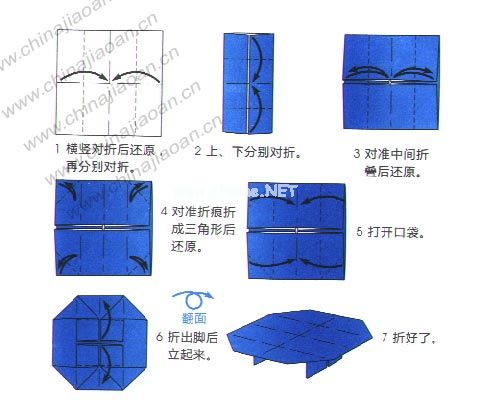 www.chinajiaoan.cn
www.chinajiaoan.cn
www.chinajiaoan.cn
1 横竖对折后还原，
再分别对折。
2 上、下分别对折。
3 对准中间折
叠后还原。
4 对准折痕折
成三角形后
还原。
.NET
5 打开口袋。
翻面
6 折出脚后
立起来。
7 折好了。